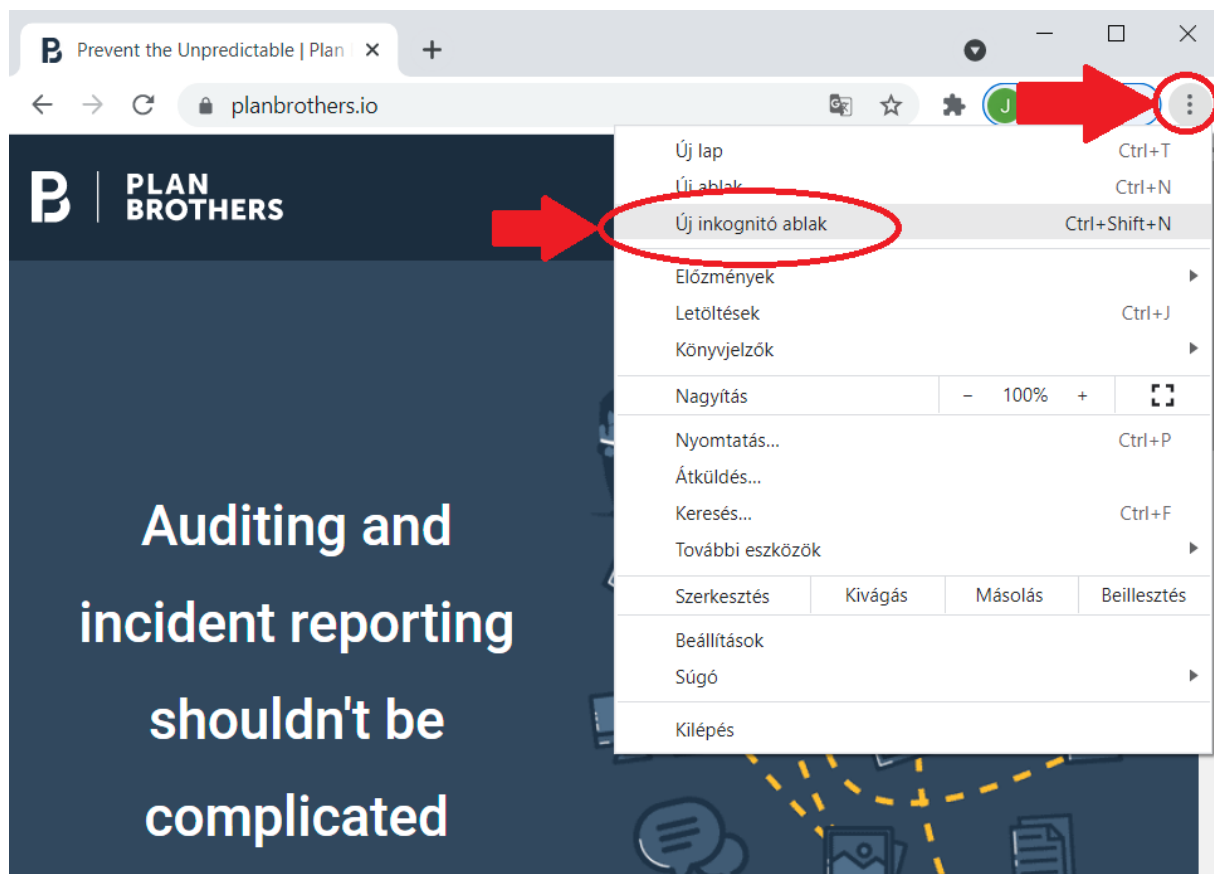 Prevent the Unpredictable | Plan
planbrothers.io
J
PLAN
BROTHERS
Új lap Ctrl+T
Új ablak Ctrl+N
Új inkognitó ablak Ctrl+Shift+N
Előzmények
Letöltések Ctrl+J
Könyvjelzők
Nagyítás - 100% +
Nyomtatás... Ctrl+P
Átküldés...
Keresés... Ctrl+F
További eszközök
Szerkesztés Kivágás Másolás Beillesztés
Beállítások
Súgó
Kilépés
Auditing and
incident reporting
shouldn't be
complicated